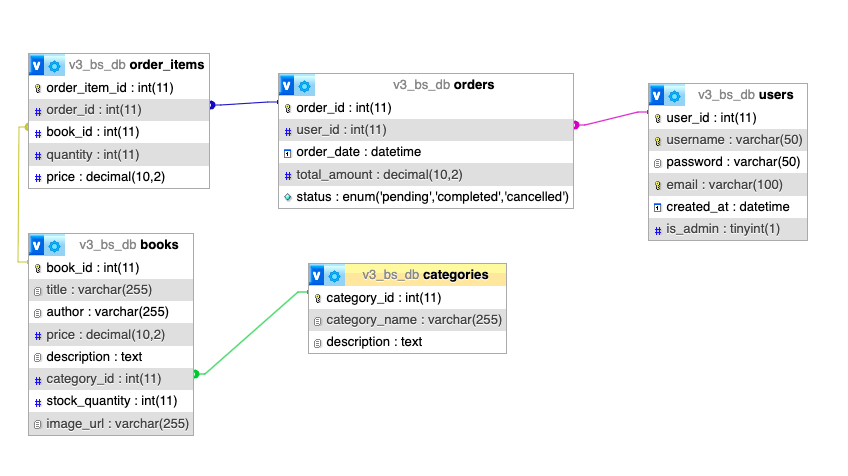 v3_bs_db order_items
order_item_id : int(11)
order_id : int(11)
book_id : int(11)
quantity : int(11)
price : decimal(10,2)
v3_bs_db orders
order_id : int(11)
user_id : int(11)
order_date : datetime
total_amount : decimal(10,2)
status : enum('pending','completed','cancelled')
v3_bs_db users
user_id : int(11)
username : varchar(50)
password : varchar(50)
email : varchar(100)
created_at : datetime
is_admin : tinyint(1)
v3_bs_db books
book_id : int(11)
title : varchar(255)
author : varchar(255)
price : decimal(10,2)
description : text
category_id : int(11)
stock_quantity : int(11)
image_url : varchar(255)
v3_bs_db categories
category_id : int(11)
category_name : varchar(255)
description : text